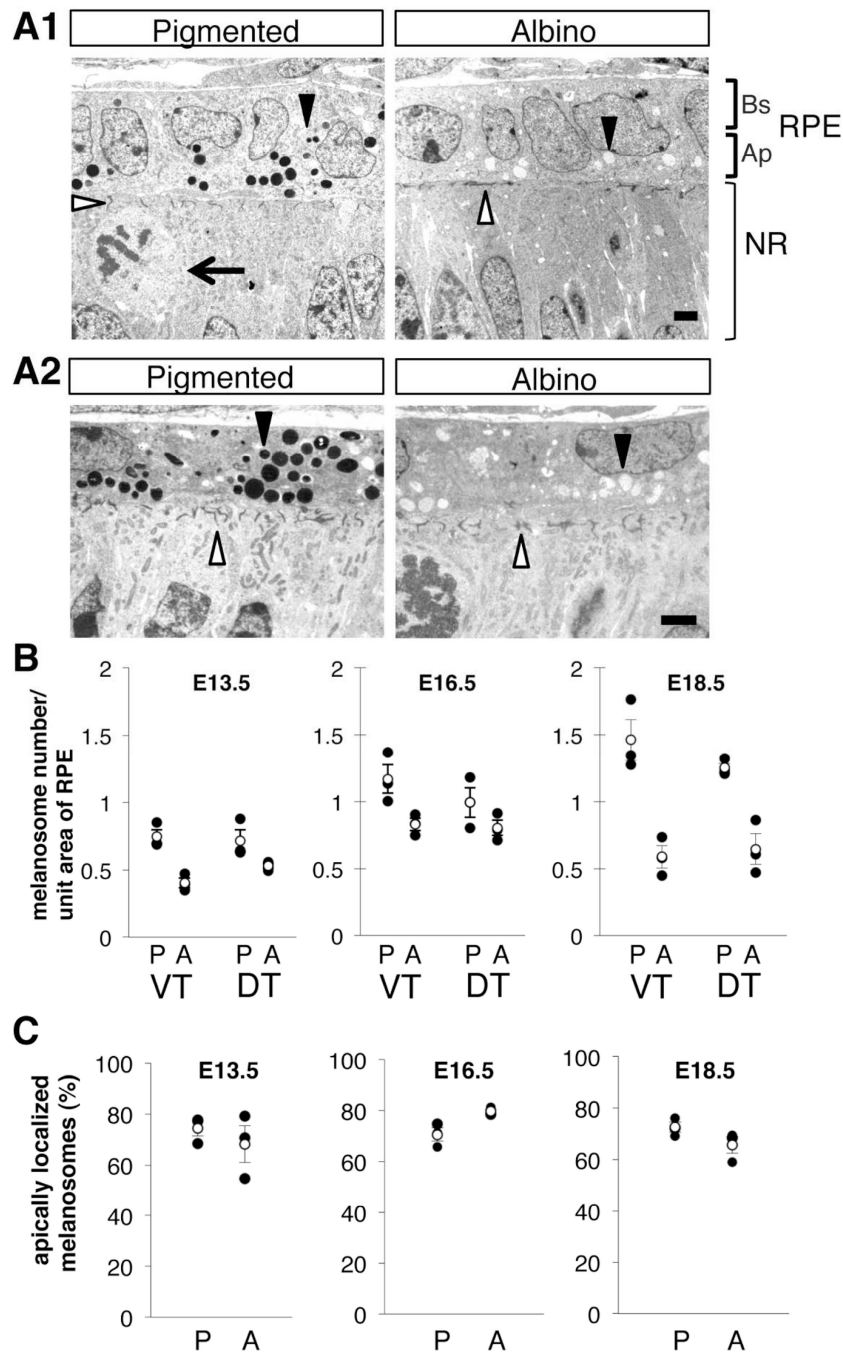 A1
Pigmented
Albino
Bs
Ap
RPE
NR
A2
Pigmented
Albino
B
melanosome number/
unit area of RPE
2
1.5
1
0.5
0
E13.5
P A P A
VT DT
2
1.5
1
0.5
0
E16.5
P A P A
VT DT
2
1.5
1
0.5
0
E18.5
P A P A
VT DT
C
apically localized
melanosomes (%)
100
80
60
40
20
0
E13.5
P A
100
80
60
40
20
0
E16.5
P A
100
80
60
40
20
0
E18.5
P A